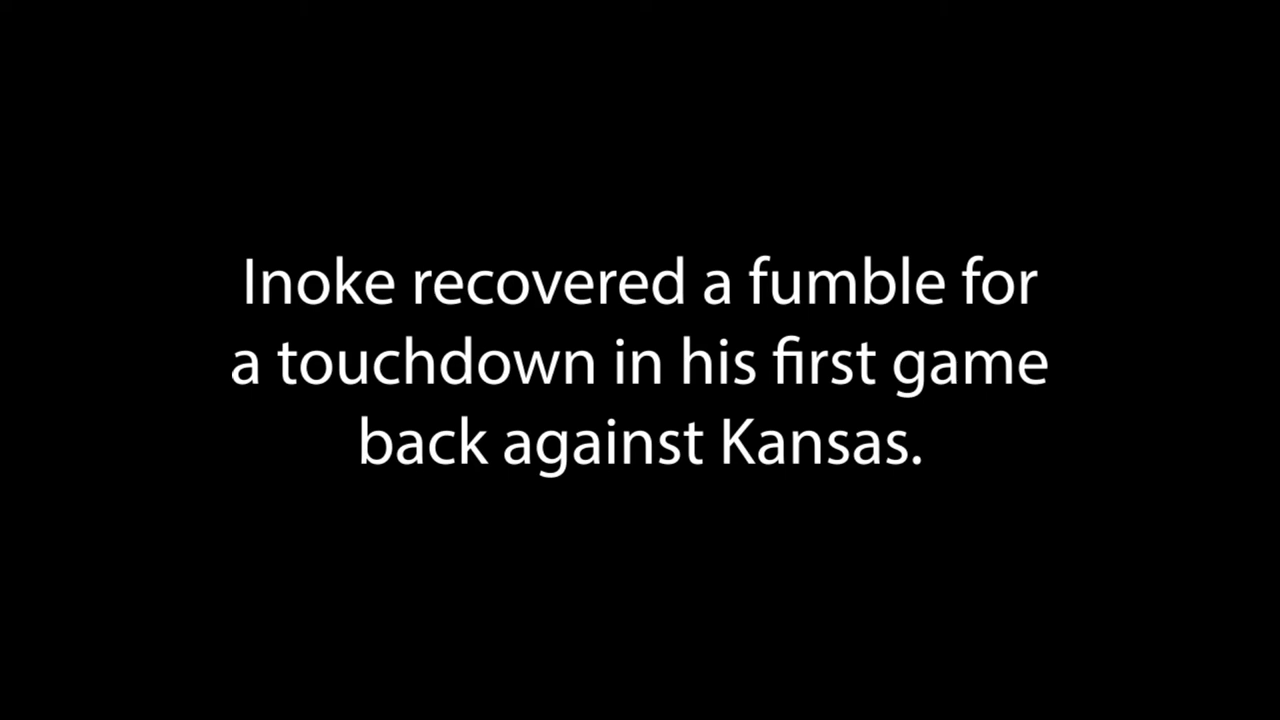 Inoke recovered a fumble for
a touchdown in his first game
back against Kansas.